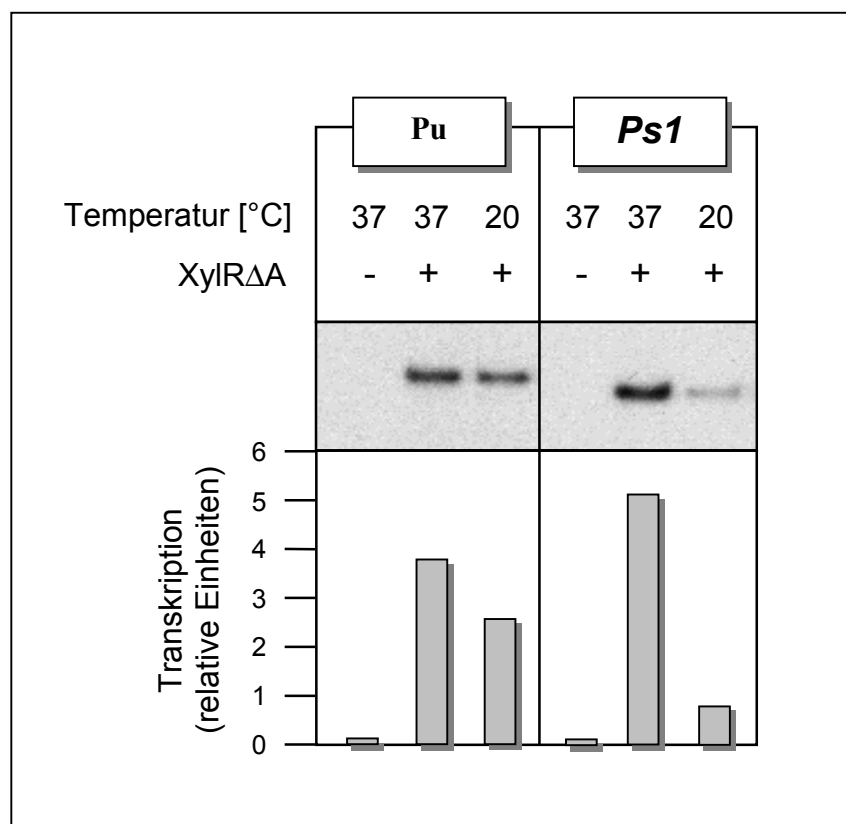 Pu Ps1
Temperatur [°C] 37 37 20 37 37 20
XylRΔA - + + - + +
6
5
4
3
2
1
0
Transkription
(relative Einheiten)